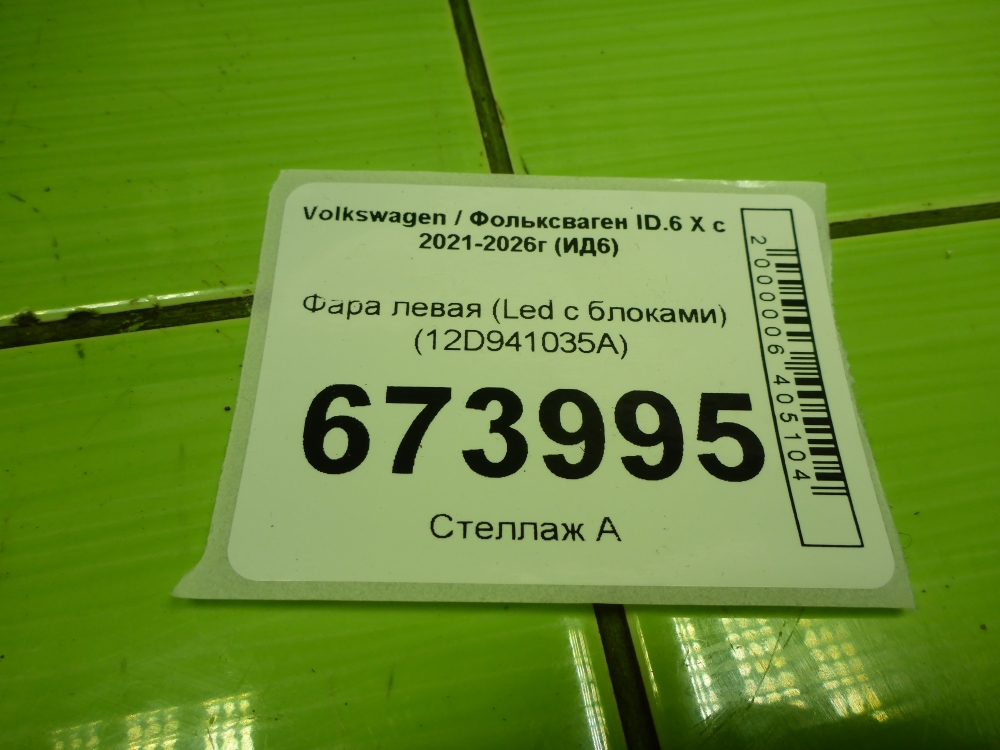 Volkswagen / Фольксваген ID.6 X с
2021-2026г (ИД6)
Фара левая (Led с блоками)
(12D941035A)
673995
Стеллаж А
2000006405104